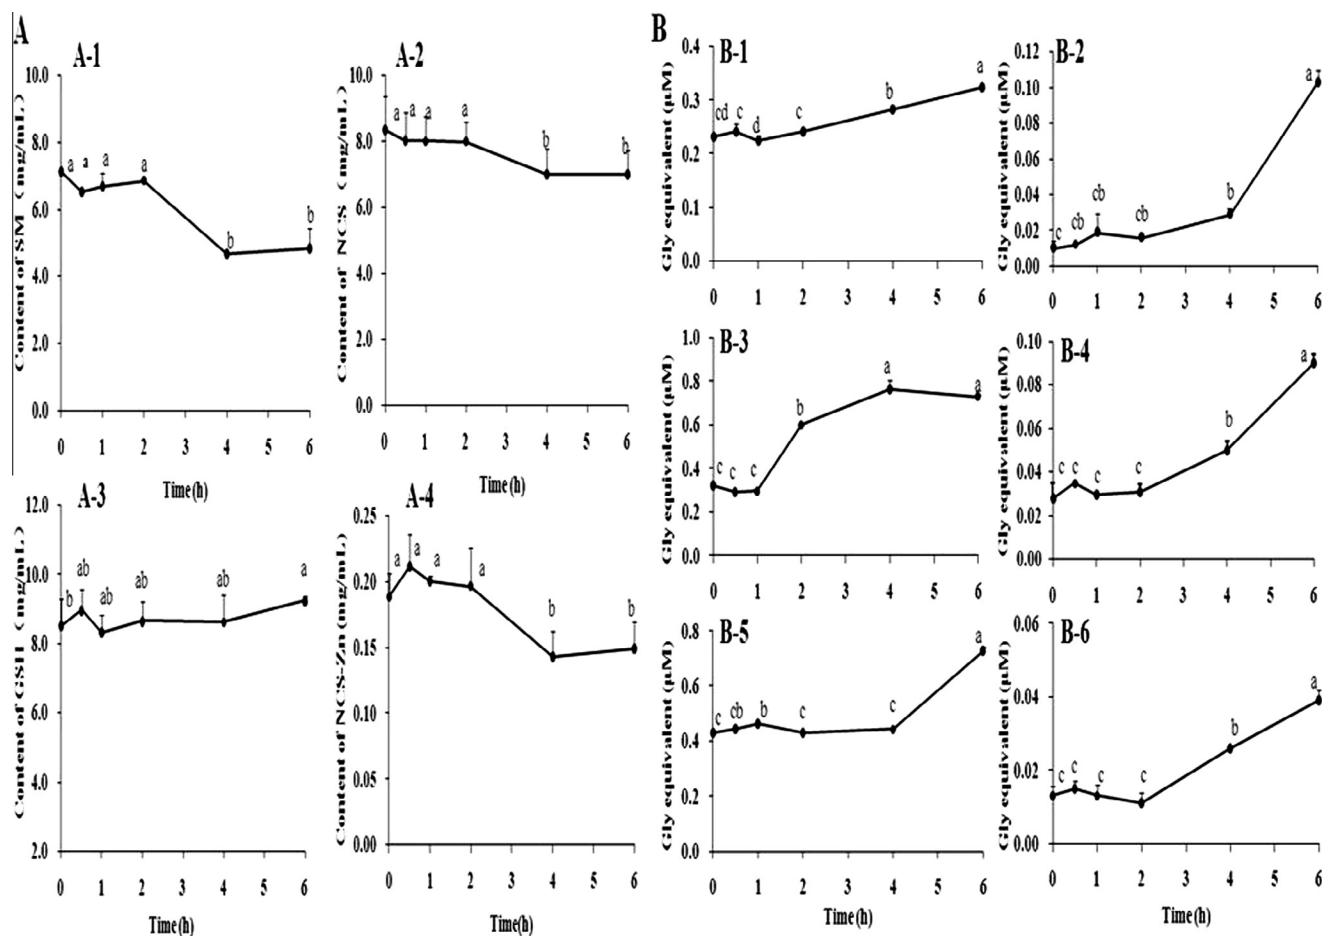 A
A-1
Content of SM (mg/mL)
10.0
8.0
6.0
4.0
2.0
0.0
a a a a b b
0 1 2 3 4 5 6
Time(h)
A-2
Content of NCS (mg/mL)
10.0
8.0
6.0
4.0
2.0
0.0
a a a a b b
0 1 2 3 4 5 6
Time(h)
A-3
Content of GSH (mg/mL)
12.0
10.0
8.0
6.0
4.0
2.0
b ab ab ab ab a
0 1 2 3 4 5 6
Time(h)
A-4
Content of NCS-Zn(mg/mL)
0.25
0.20
0.15
0.10
0.05
0.00
a a a a b b
0 1 2 3 4 5 6
Time(h)
B
B-1
Gly equivalent (μM)
0.4
0.3
0.2
0.1
0.0
cd c d c b a
0 1 2 3 4 5 6
B-2
Gly equivalent (μM)
0.12
0.10
0.08
0.06
0.04
0.02
0.00
c cb cb cb b a
0 1 2 3 4 5 6
B-3
Gly equivalent (μM)
1.0
0.8
0.6
0.4
0.2
0.0
c c c b a a
0 1 2 3 4 5 6
B-4
Gly equivalent (μM)
0.10
0.08
0.06
0.04
0.02
0.00
c c c c b a
0 1 2 3 4 5 6
B-5
Gly equivalent (μM)
0.8
0.6
0.4
0.2
0.0
c cb b c c a
0 1 2 3 4 5 6
Time(h)
B-6
Gly equivalent (μM)
0.06
0.04
0.02
0.00
c c c c b a
0 1 2 3 4 5 6
Time(h)